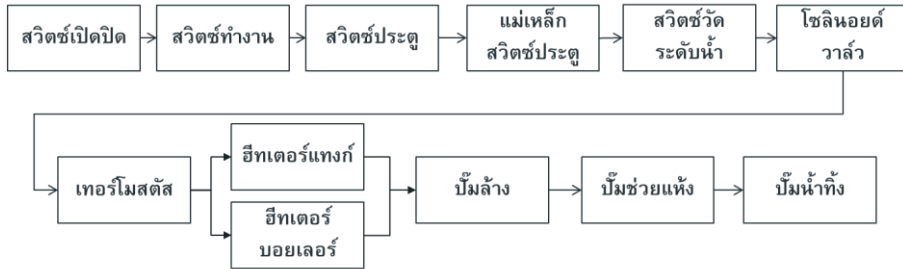 สวิตซ์เปิดปิด
สวิตซ์ทำงาน
สวิตซ์ประตู
แม่เหล็ก
สวิตซ์ประตู
สวิตซ์วัด
ระดับน้ำ
โซลินอยด์
วาล์ว
เทอร์โมสตัส
ฮีทเตอร์แทงก์
ฮีทเตอร์
บอยเลอร์
ปั๊มล้าง
ปั๊มช่วยแห้ง
ปั๊มน้ำทิ้ง